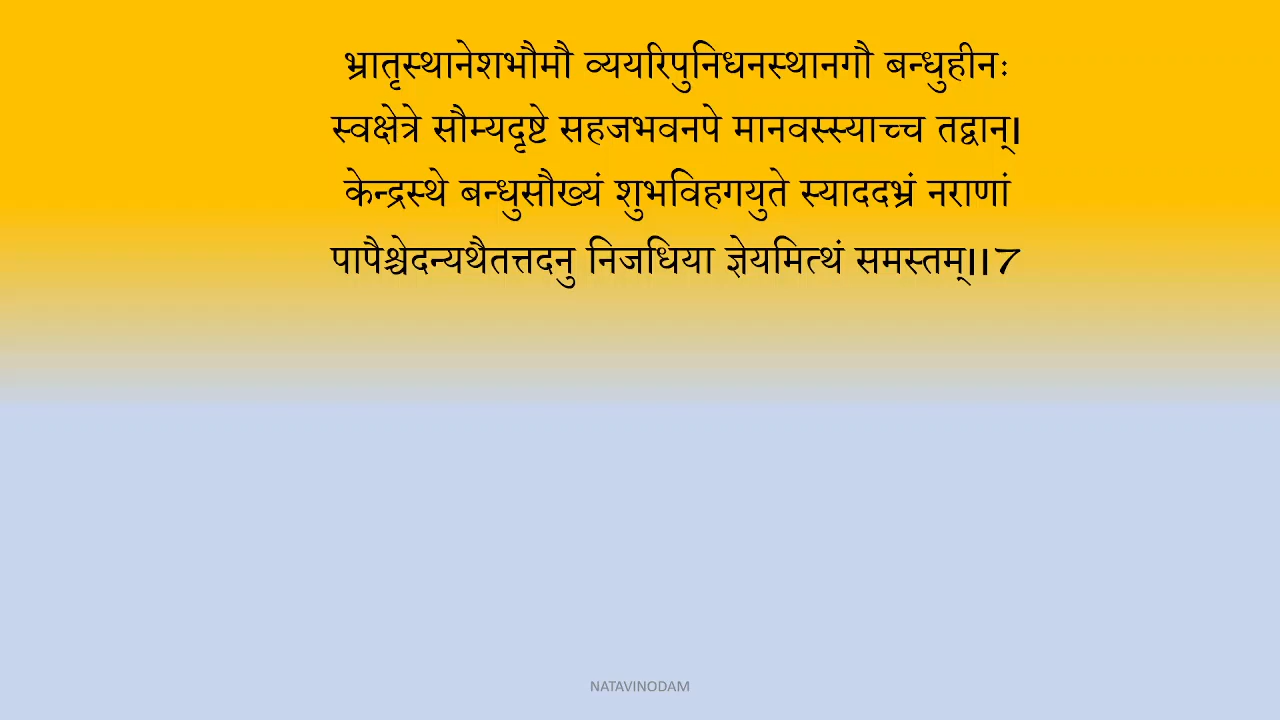 भ्रातृस्थानेशभौमौ व्ययरिपुनिधनस्थानगौ बन्धुहीनः
स्वक्षेत्रे सौम्यदृष्टे सहजभवनपे मानवस्स्याच्च तद्वान्।
केन्द्रस्थे बन्धुसौख्यं शुभविहगयुते स्याददभ्रं नराणां
पापैश्चेदन्यथैतत्तदनु निजधिया ज्ञेयमित्थं समस्तम्।।7
NATAVINODAM